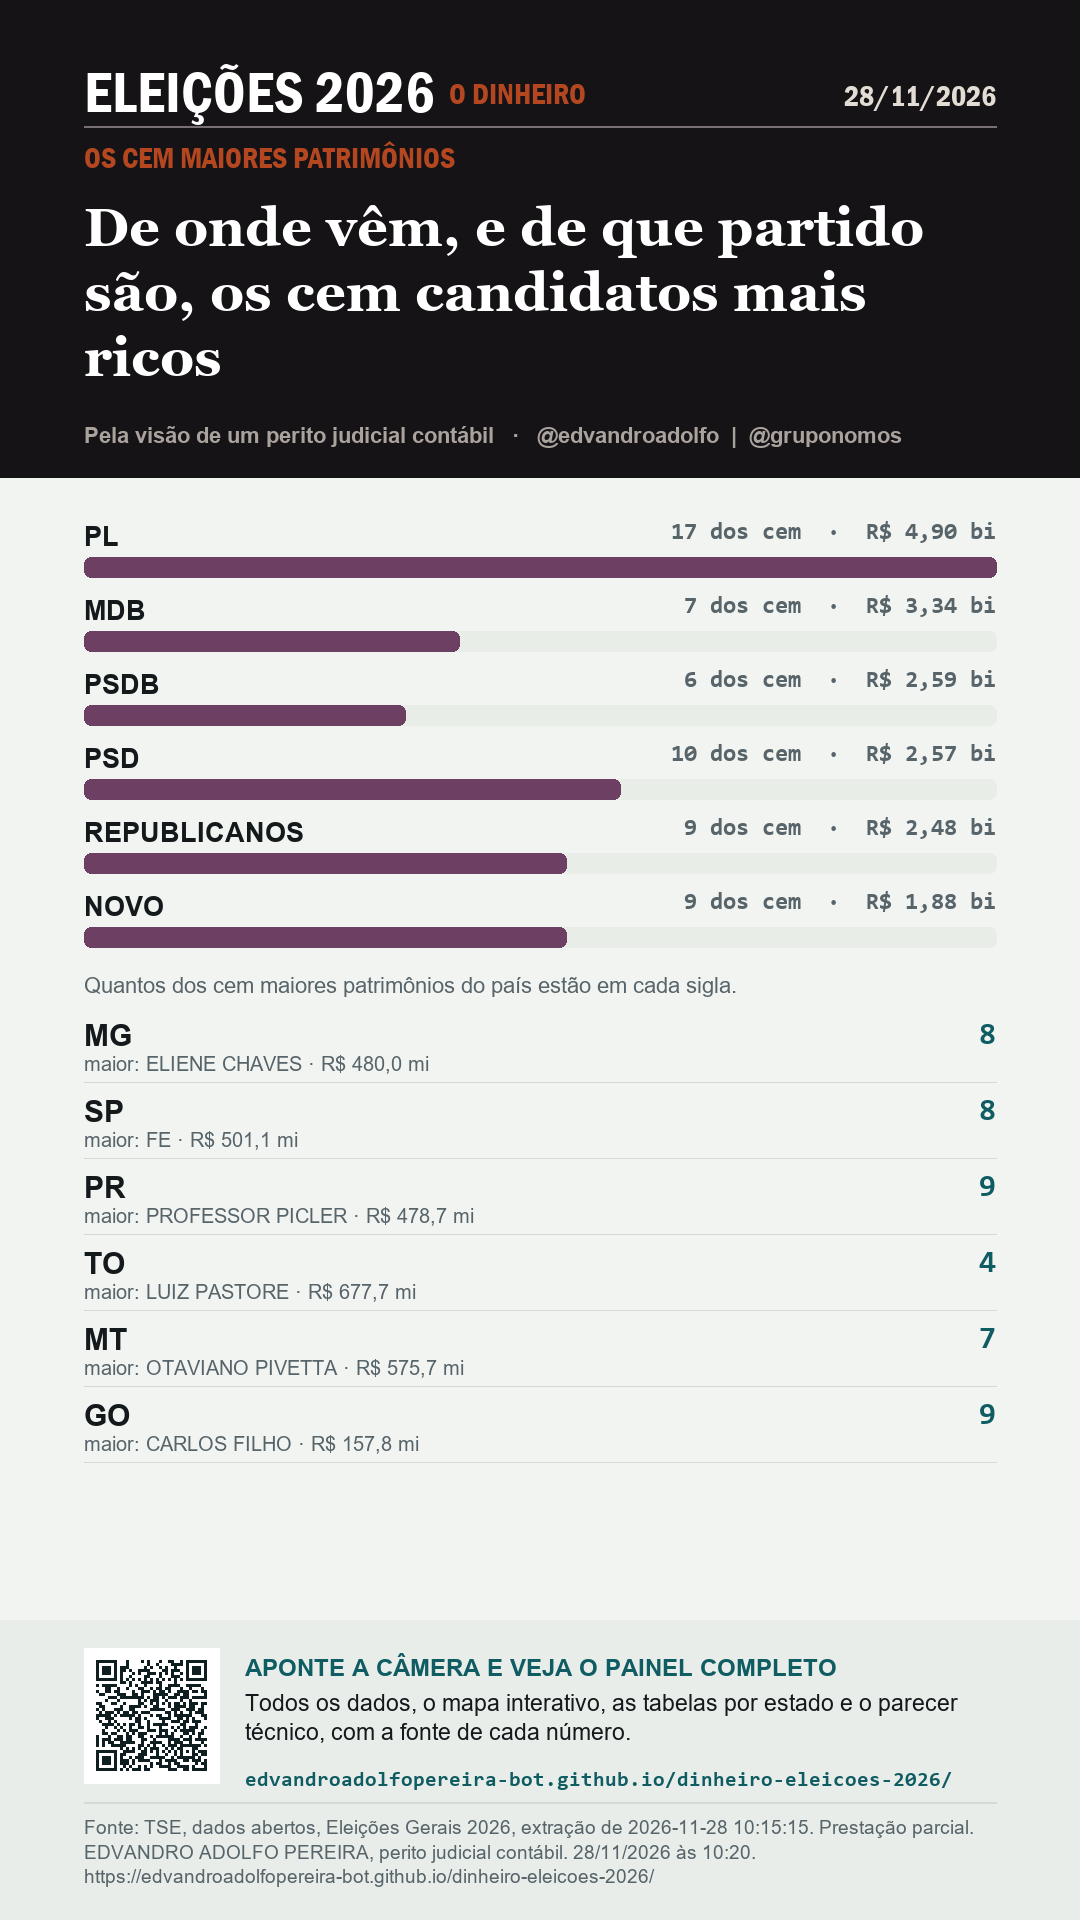 ELEIÇÕES 2026 O DINHEIRO 28/11/2026
OS CEM MAIORES PATRIMÔNIOS
De onde vêm, e de que partido
são, os cem candidatos mais
ricos
Pela visão de um perito judicial contábil · @edvandroadolfo | @gruponomos
PL 17 dos cem · R$ 4,90 bi
MDB 7 dos cem · R$ 3,34 bi
PSDB 6 dos cem · R$ 2,59 bi
PSD 10 dos cem · R$ 2,57 bi
REPUBLICANOS 9 dos cem · R$ 2,48 bi
NOVO 9 dos cem · R$ 1,88 bi
Quantos dos cem maiores patrimônios do país estão em cada sigla.
MG 8
maior: ELIENE CHAVES · R$ 480,0 mi
SP 8
maior: FE · R$ 501,1 mi
PR 9
maior: PROFESSOR PICLER · R$ 478,7 mi
TO 4
maior: LUIZ PASTORE · R$ 677,7 mi
MT 7
maior: OTAVIANO PIVETTA · R$ 575,7 mi
GO 9
maior: CARLOS FILHO · R$ 157,8 mi
APONTE A CÂMERA E VEJA O PAINEL COMPLETO
Todos os dados, o mapa interativo, as tabelas por estado e o parecer
técnico, com a fonte de cada número.
edvandroadolfopereira-bot.github.io/dinheiro-eleicoes-2026/
Fonte: TSE, dados abertos, Eleições Gerais 2026, extração de 2026-11-28 10:15:15. Prestação parcial.
EDVANDRO ADOLFO PEREIRA, perito judicial contábil. 28/11/2026 às 10:20.
https://edvandroadolfopereira-bot.github.io/dinheiro-eleicoes-2026/